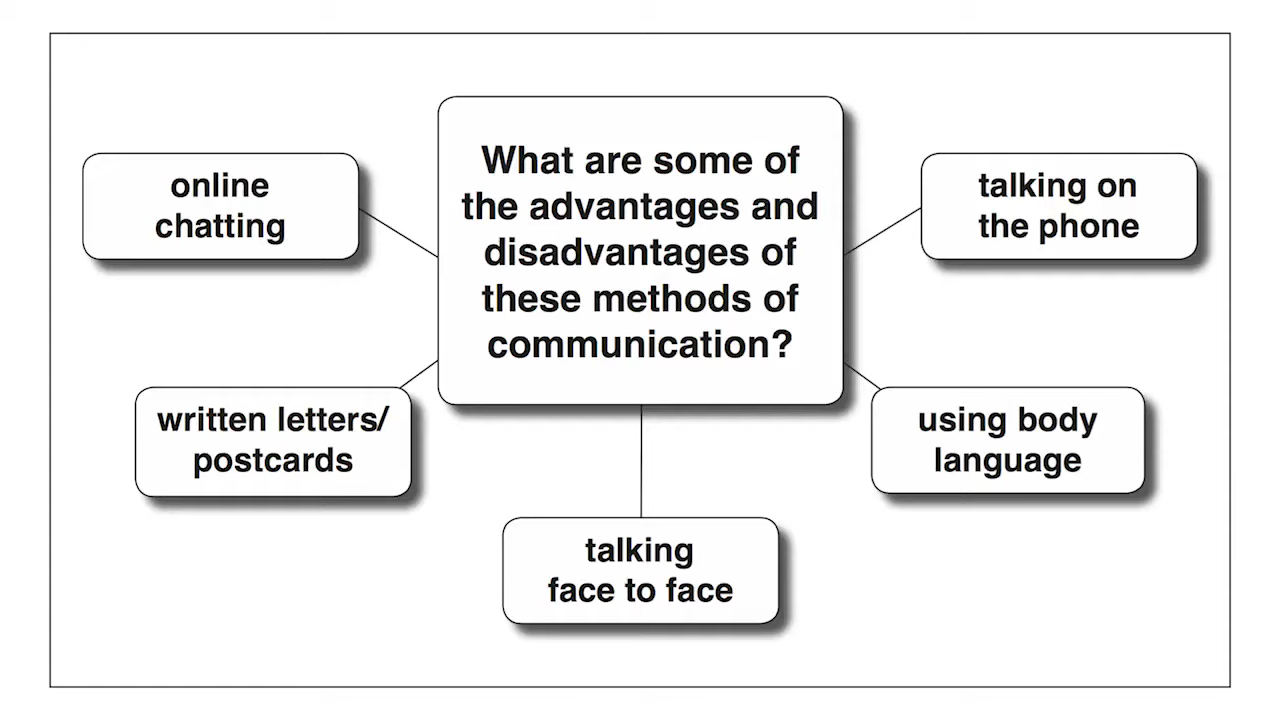 What are some of
the advantages and
disadvantages of
these methods of
communication?
online
chatting
talking on
the phone
written letters/
postcards
using body
language
talking
face to face